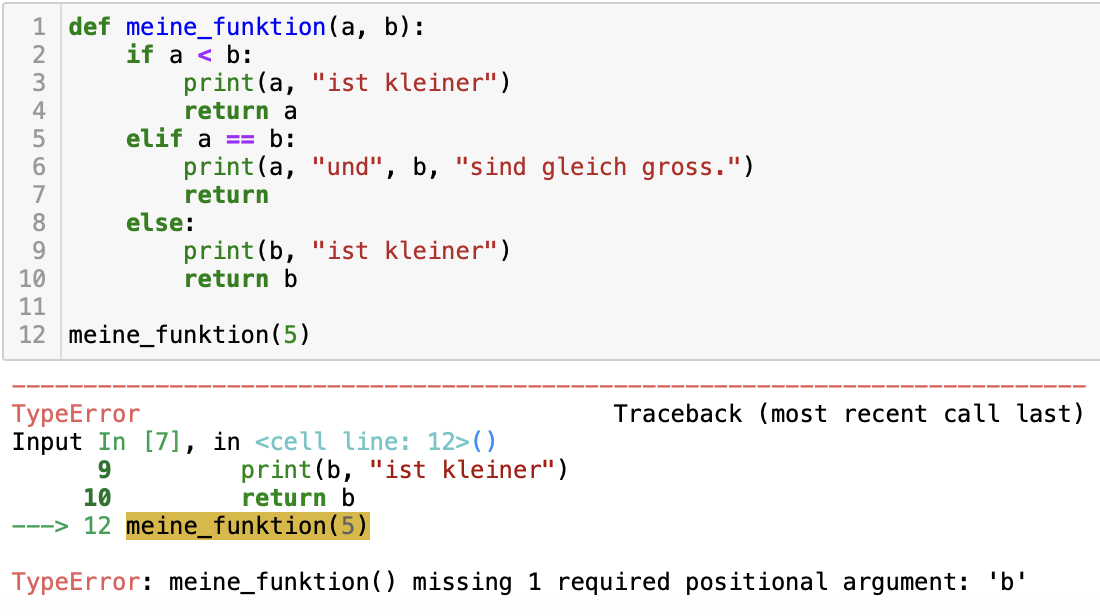 1 def meine_funktion(a, b):
2     if a < b:
3         print(a, "ist kleiner")
4         return a
5     elif a == b:
6         print(a, "und", b, "sind gleich gross.")
7         return
8     else:
9         print(b, "ist kleiner")
10         return b
11
12 meine_funktion(5)
---------------------------------------------------------------------------
TypeError                                 Traceback (most recent call last)
Input In [7], in <cell line: 12>()
      9         print(b, "ist kleiner")
     10         return b
---> 12 meine_funktion(5)
TypeError: meine_funktion() missing 1 required positional argument: 'b'